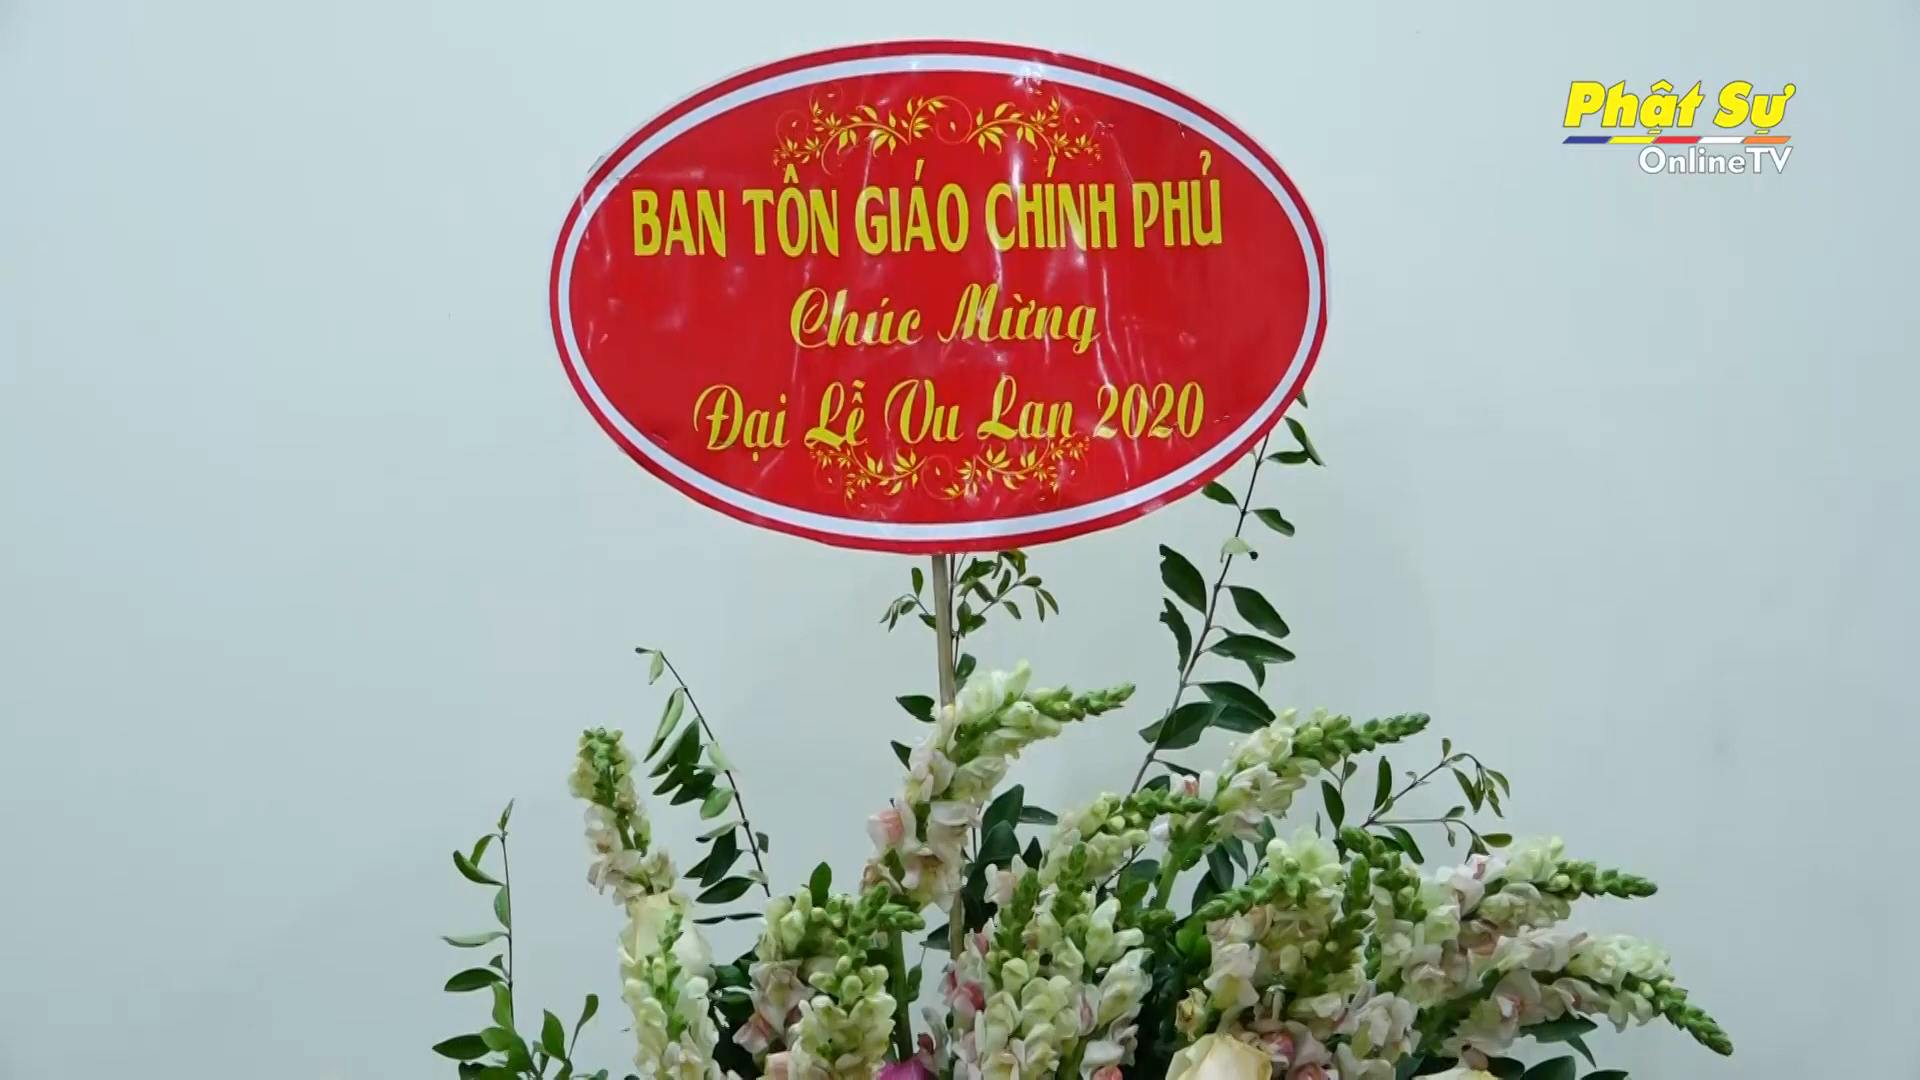 Phật Sự
OnlineTV
BAN TÔN GIÁO CHÍNH PHỦ
Chúc Mừng
Đại Lễ Vu Lan 2020